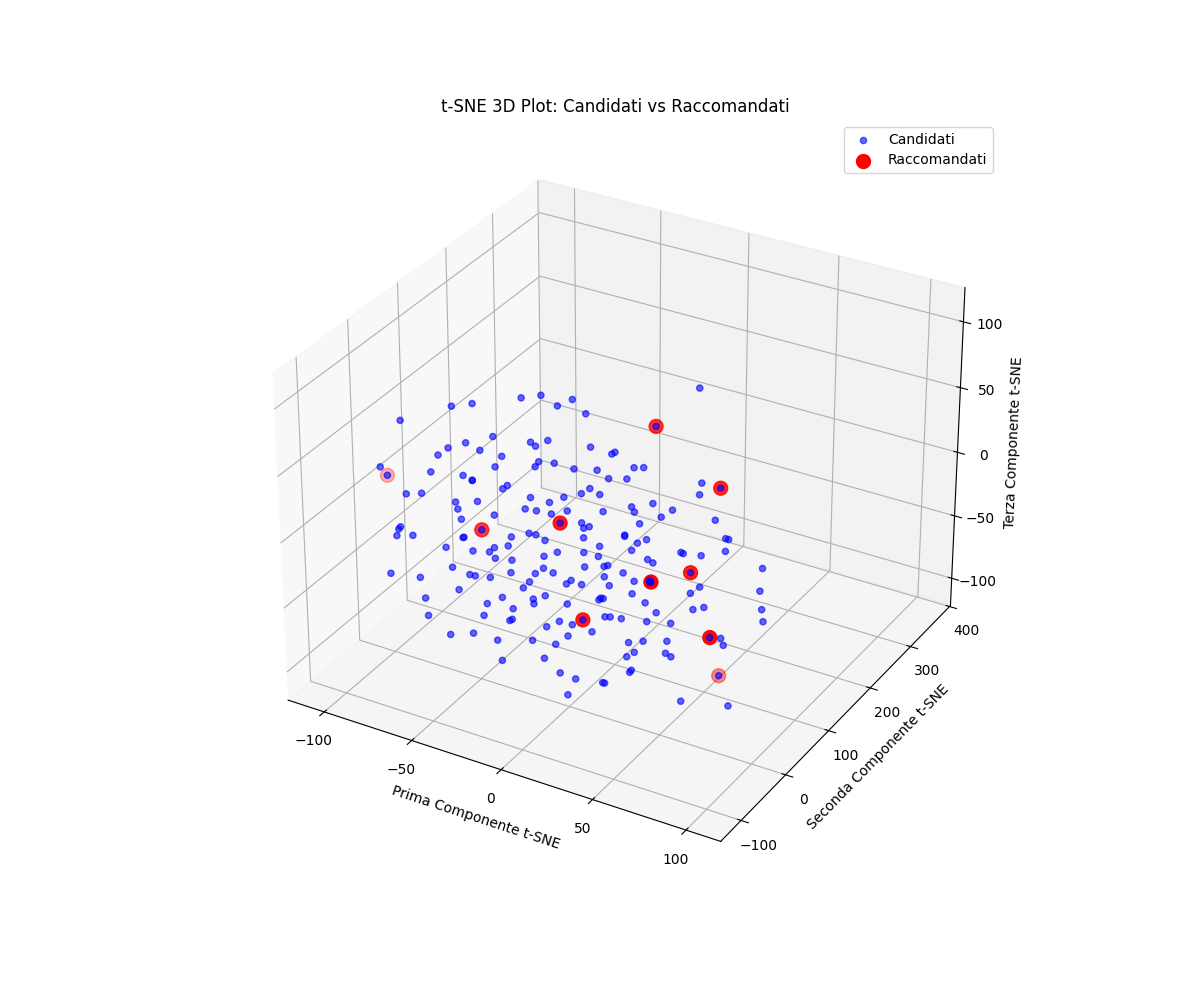 t-SNE 3D Plot: Candidati vs Raccomandati
Candidati
Raccomandati
100
50
0
−50
−100
Terza Componente t-SNE
400
300
200
100
0
−100
Seconda Componente t-SNE
−100
−50
0
50
100
Prima Componente t-SNE